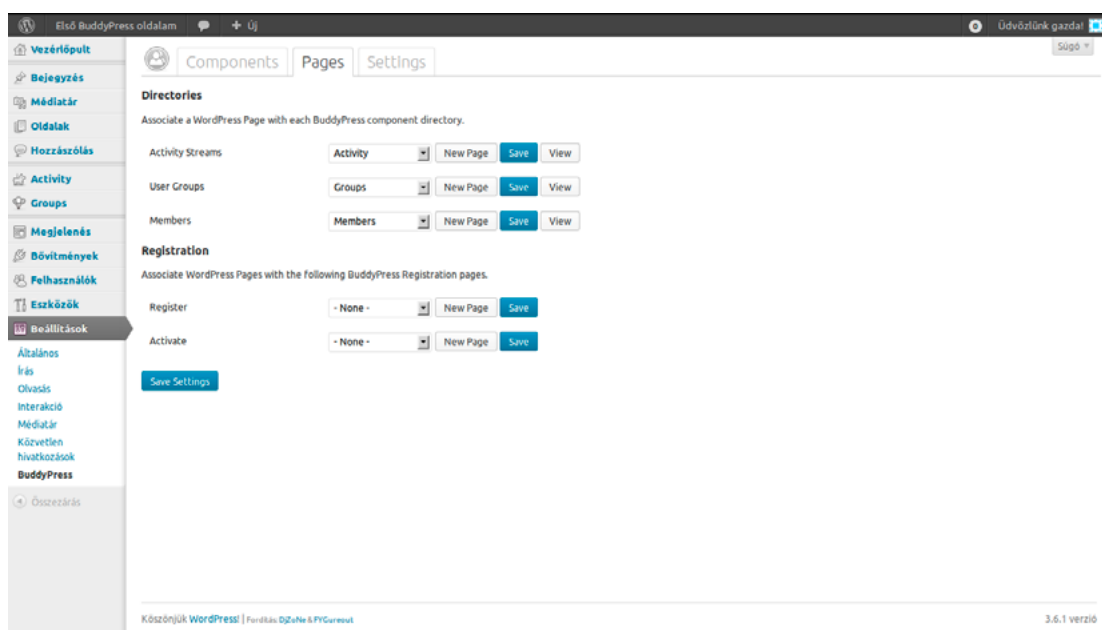 Első BuddyPress oldalam + Új 0 Üdvözlünk gazda!
Súgó
Vezérlőpult
Bejegyzés
Médiatár
Oldalak
Hozzászólás
Activity
Groups
Megjelenés
Bővítmények
Felhasználók
Eszközök
Beállítások
Általános
Írás
Olvasás
Interakció
Médiatár
Közvetlen
hivatkozások
BuddyPress
Összezárás
Components Pages Settings
Directories
Associate a WordPress Page with each BuddyPress component directory.
Activity Streams Activity New Page Save View
User Groups Groups New Page Save View
Members Members New Page Save View
Registration
Associate WordPress Pages with the following BuddyPress Registration pages.
Register - None - New Page Save
Activate - None - New Page Save
Save Settings
Köszönjük WordPress! | Fordítás: DjZoNe & FYGureout 3.6.1 verzió